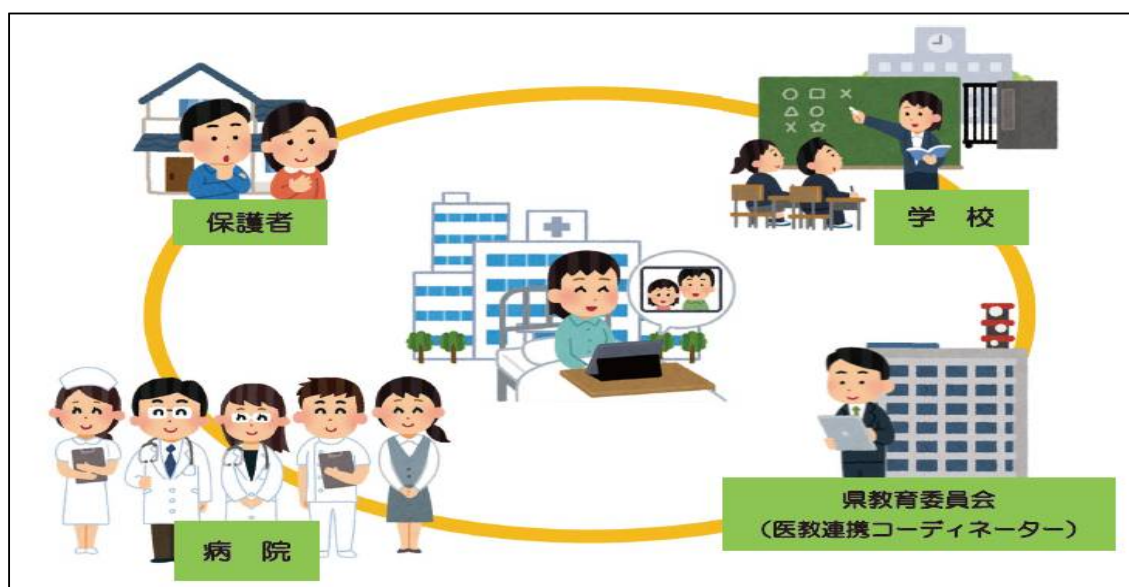 保護者
学　校
病　院
県教育委員会
（医教連携コーディネーター）